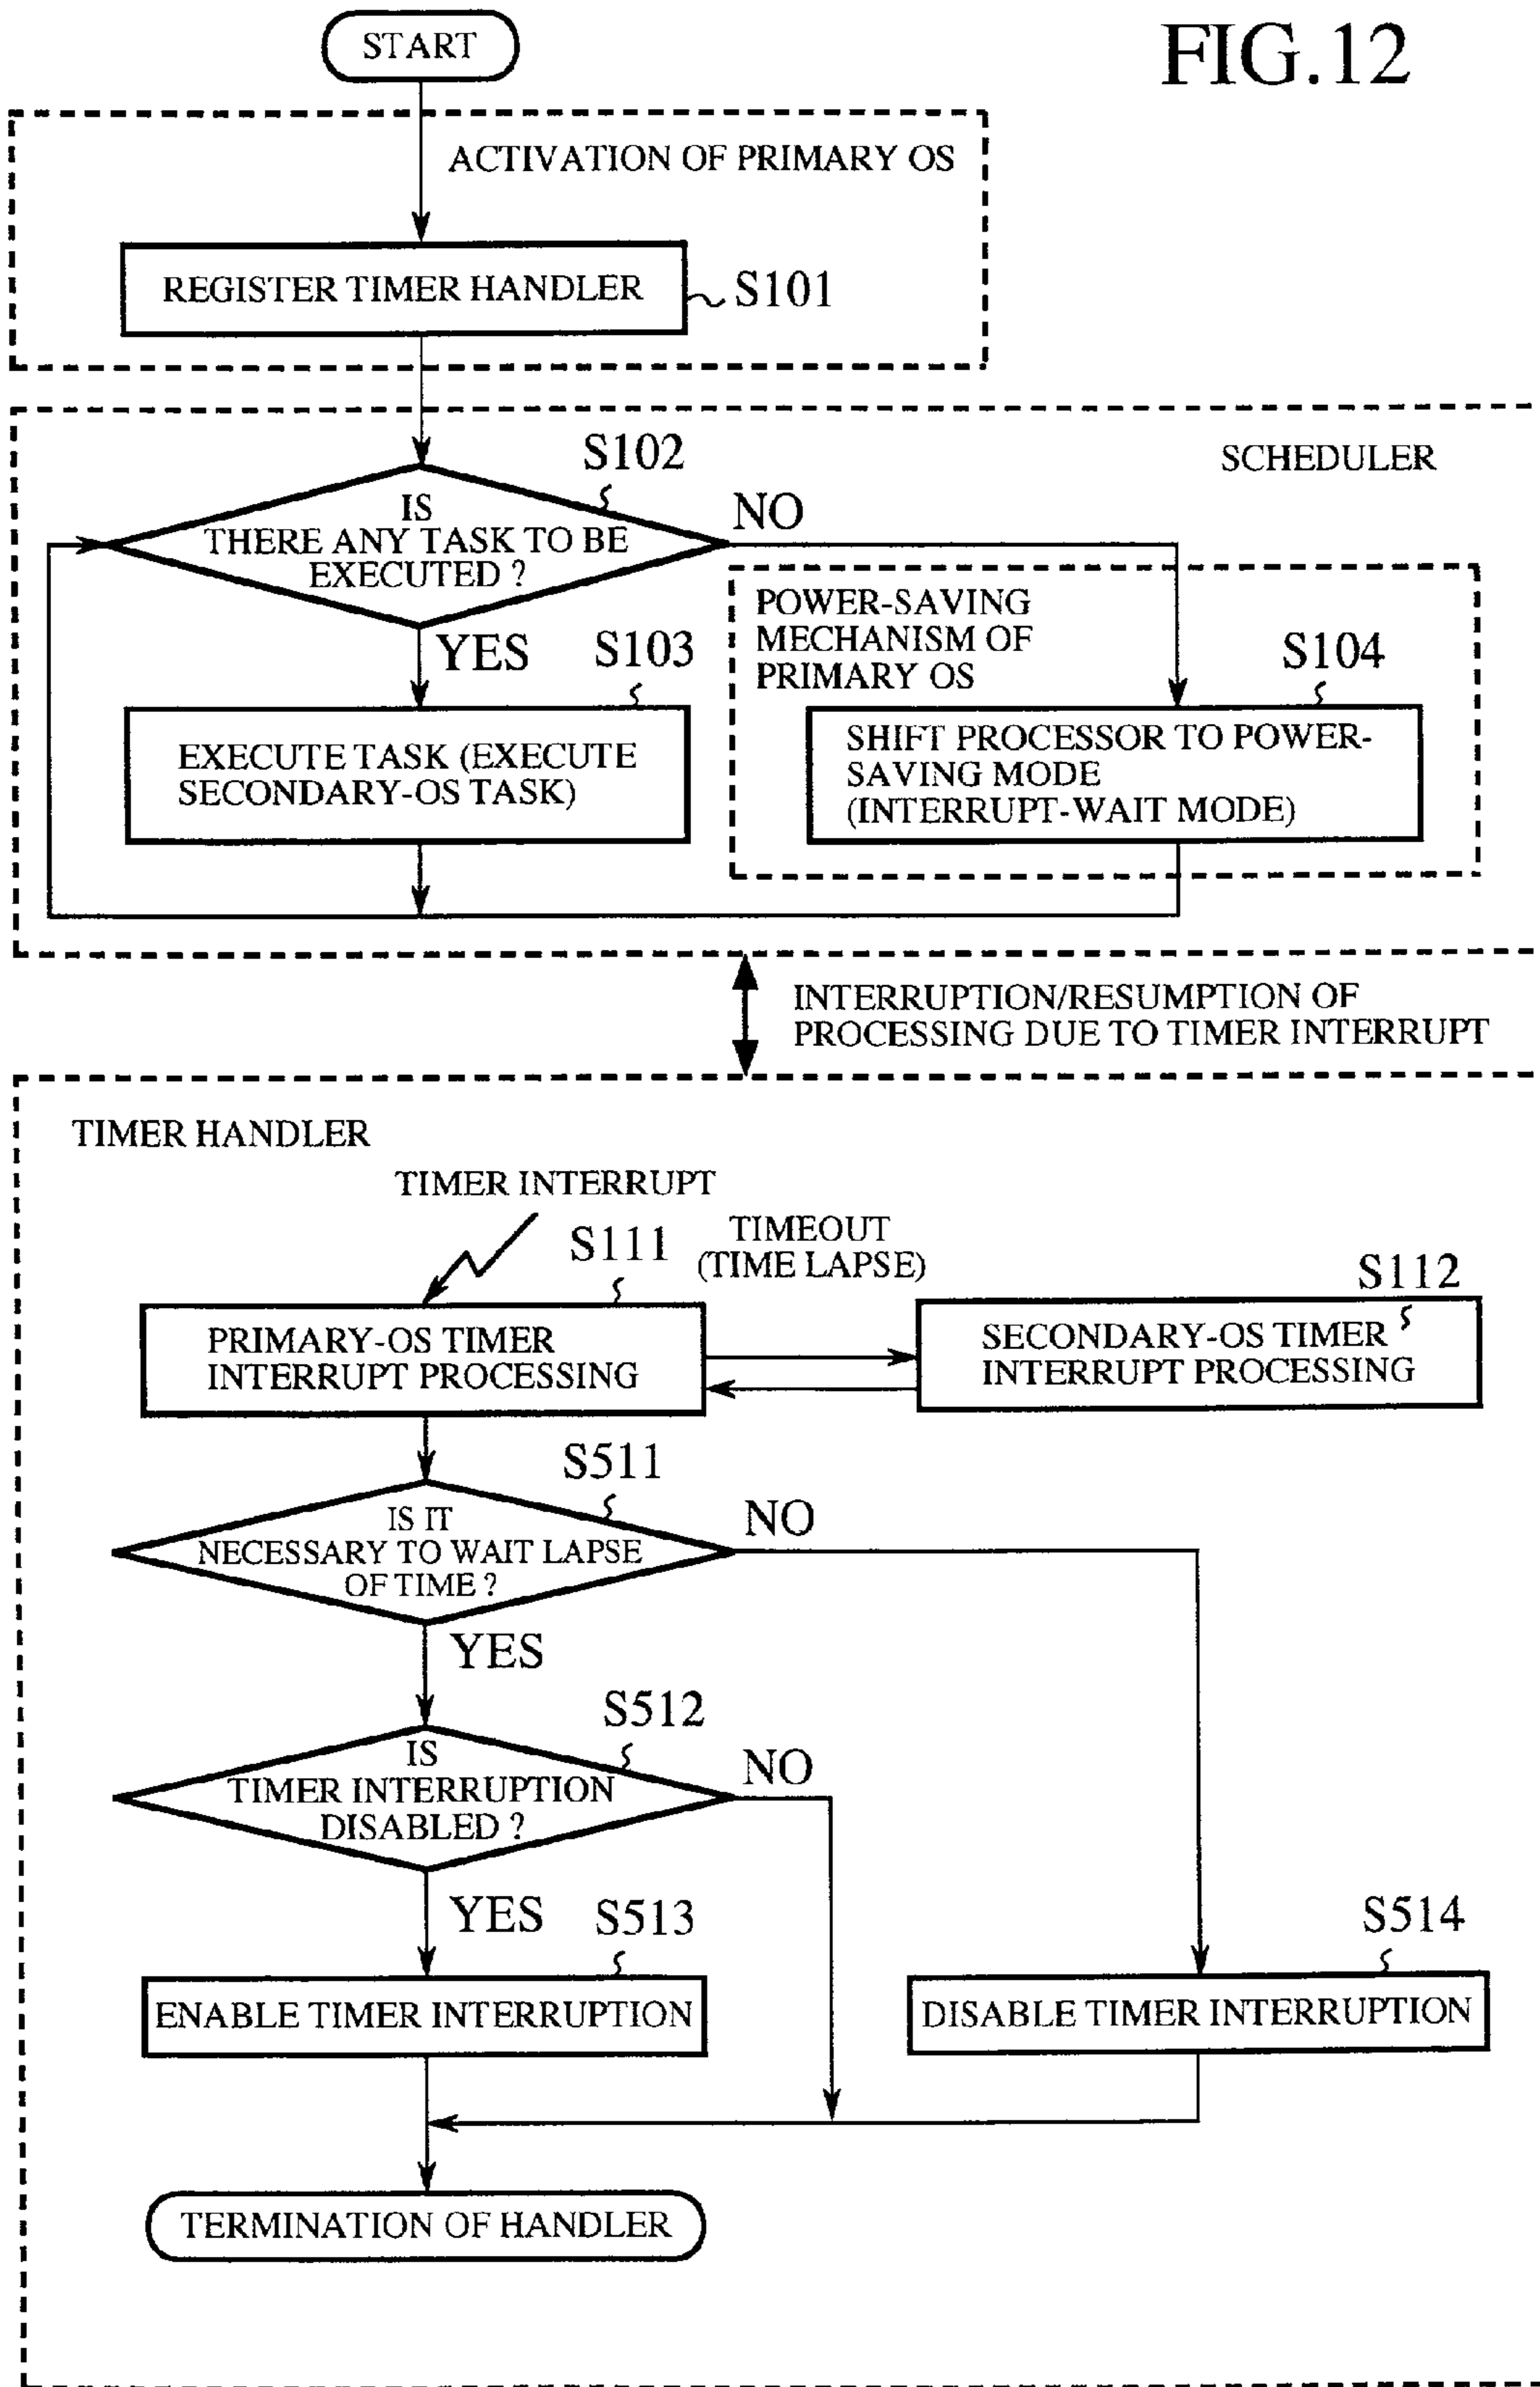 FIG.12
START
ACTIVATION OF PRIMARY OS
REGISTER TIMER HANDLER
S101
SCHEDULER
S102
IS
THERE ANY TASK TO BE
EXECUTED ?
NO
YES
S103
EXECUTE TASK (EXECUTE
SECONDARY-OS TASK)
POWER-SAVING
MECHANISM OF
PRIMARY OS
S104
SHIFT PROCESSOR TO POWER-
SAVING MODE
(INTERRUPT-WAIT MODE)
INTERRUPTION/RESUMPTION OF
PROCESSING DUE TO TIMER INTERRUPT
TIMER HANDLER
TIMER INTERRUPT
S111
TIMEOUT
(TIME LAPSE)
S112
PRIMARY-OS TIMER
INTERRUPT PROCESSING
SECONDARY-OS TIMER
INTERRUPT PROCESSING
S511
IS IT
NECESSARY TO WAIT LAPSE
OF TIME ?
NO
YES
S512
IS
TIMER INTERRUPTION
DISABLED ?
NO
YES
S513
ENABLE TIMER INTERRUPTION
S514
DISABLE TIMER INTERRUPTION
TERMINATION OF HANDLER